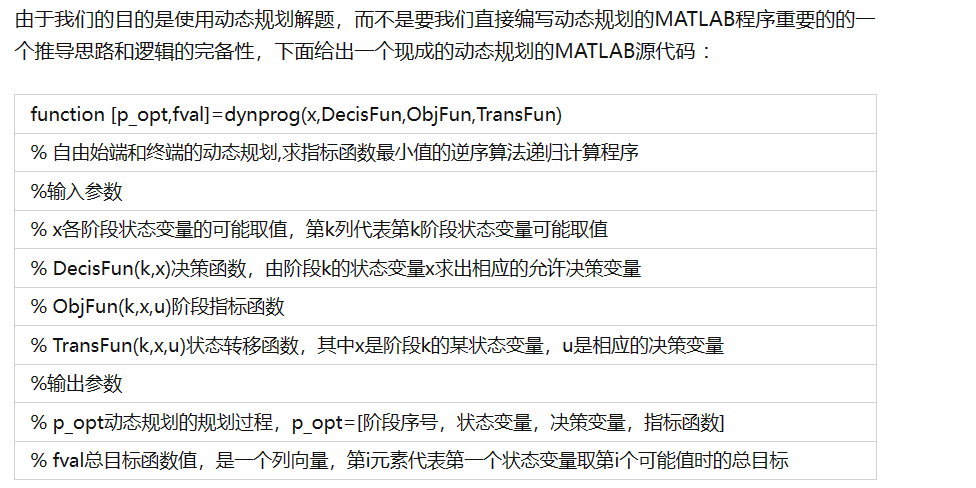 由于我们的目的是使用动态规划解题，而不是要我们直接编写动态规划的MATLAB程序重要的的一
个推导思路和逻辑的完备性，下面给出一个现成的动态规划的MATLAB源代码 ：
function [p_opt,fval]=dynprog(x,DecisFun,ObjFun,TransFun)
% 自由始端和终端的动态规划,求指标函数最小值的逆序算法递归计算程序
%输入参数
% x各阶段状态变量的可能取值，第k列代表第k阶段状态变量可能取值
% DecisFun(k,x)决策函数，由阶段k的状态变量x求出相应的允许决策变量
% ObjFun(k,x,u)阶段指标函数
% TransFun(k,x,u)状态转移函数，其中x是阶段k的某状态变量，u是相应的决策变量
%输出参数
% p_opt动态规划的规划过程，p_opt=[阶段序号，状态变量，决策变量，指标函数]
% fval总目标函数值，是一个列向量，第i元素代表第一个状态变量取第i个可能值时的总目标